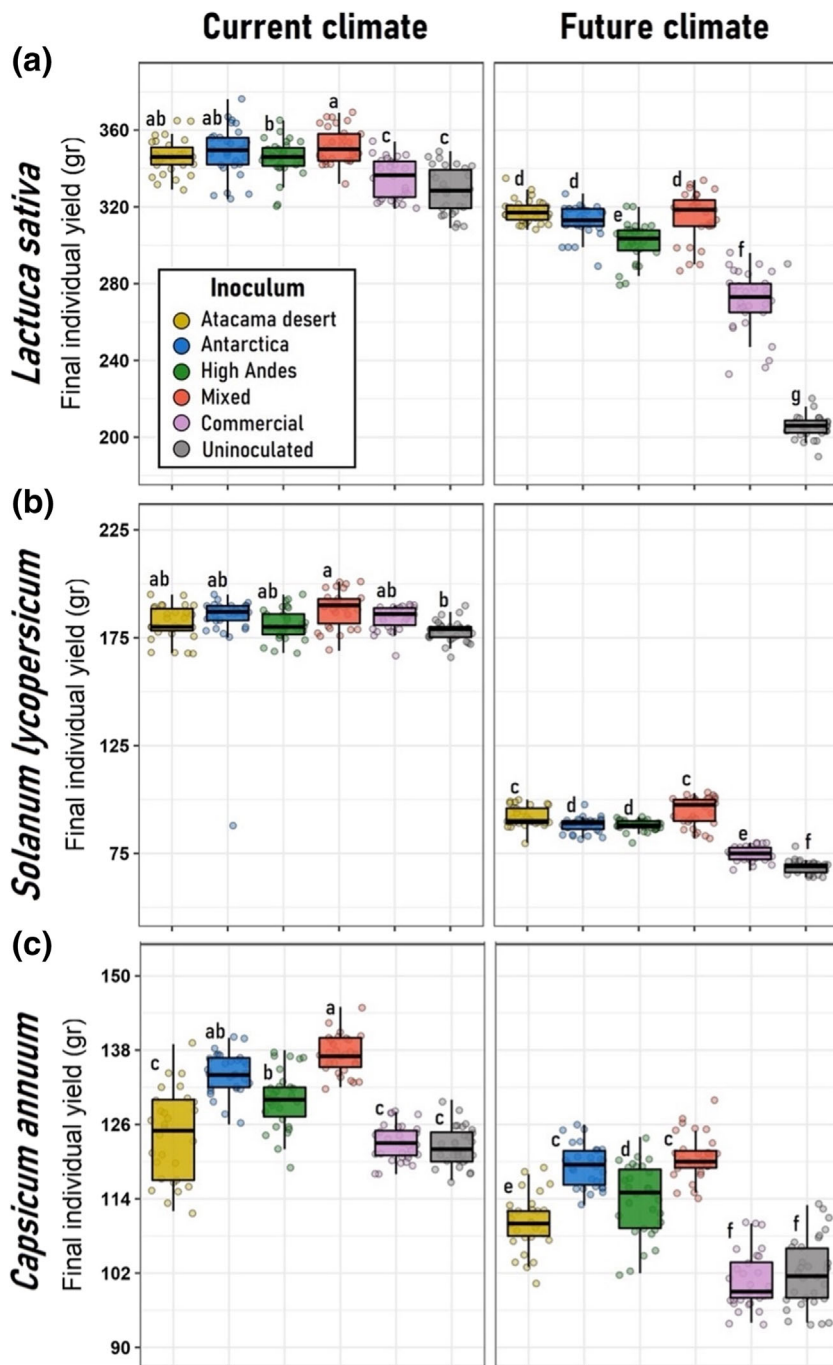 Current climate
Future climate
(a)
Lactuca sativa
Final individual yield (gr)
360
320
280
240
200
ab
ab
b
a
c
c
d
d
e
d
f
g
Inoculum
Atacama desert
Antarctica
High Andes
Mixed
Commercial
Uninoculated
(b)
Solanum lycopersicum
Final individual yield (gr)
225
175
125
75
ab
ab
ab
a
ab
b
c
d
d
c
e
f
(c)
Capsicum annuum
Final individual yield (gr)
150
138
126
114
102
90
c
ab
b
a
c
c
e
c
d
c
f
f